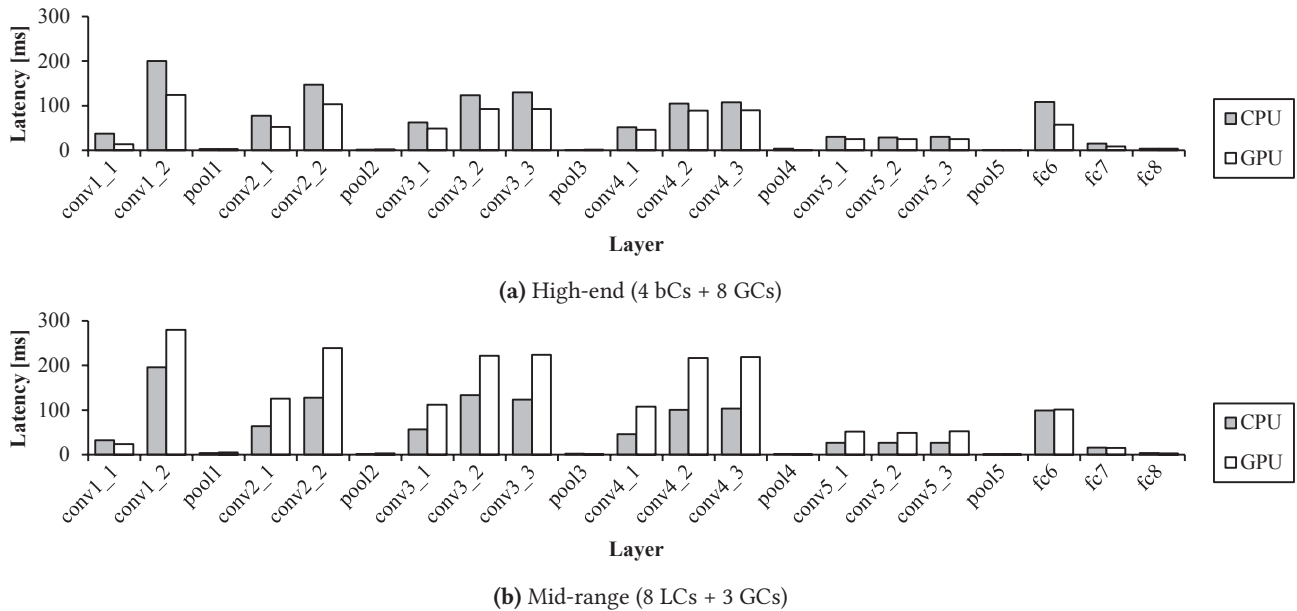 300
200
100
0
Latency [ms]
conv1_1 conv1_2 pool1 conv2_1 conv2_2 pool2 conv3_1 conv3_2 conv3_3 pool3 conv4_1 conv4_2 conv4_3 pool4 conv5_1 conv5_2 conv5_3 pool5 fc6 fc7 fc8
Layer
CPU
GPU
(a) High-end (4 bCs + 8 GCs)
300
200
100
0
Latency [ms]
conv1_1 conv1_2 pool1 conv2_1 conv2_2 pool2 conv3_1 conv3_2 conv3_3 pool3 conv4_1 conv4_2 conv4_3 pool4 conv5_1 conv5_2 conv5_3 pool5 fc6 fc7 fc8
Layer
CPU
GPU
(b) Mid-range (8 LCs + 3 GCs)